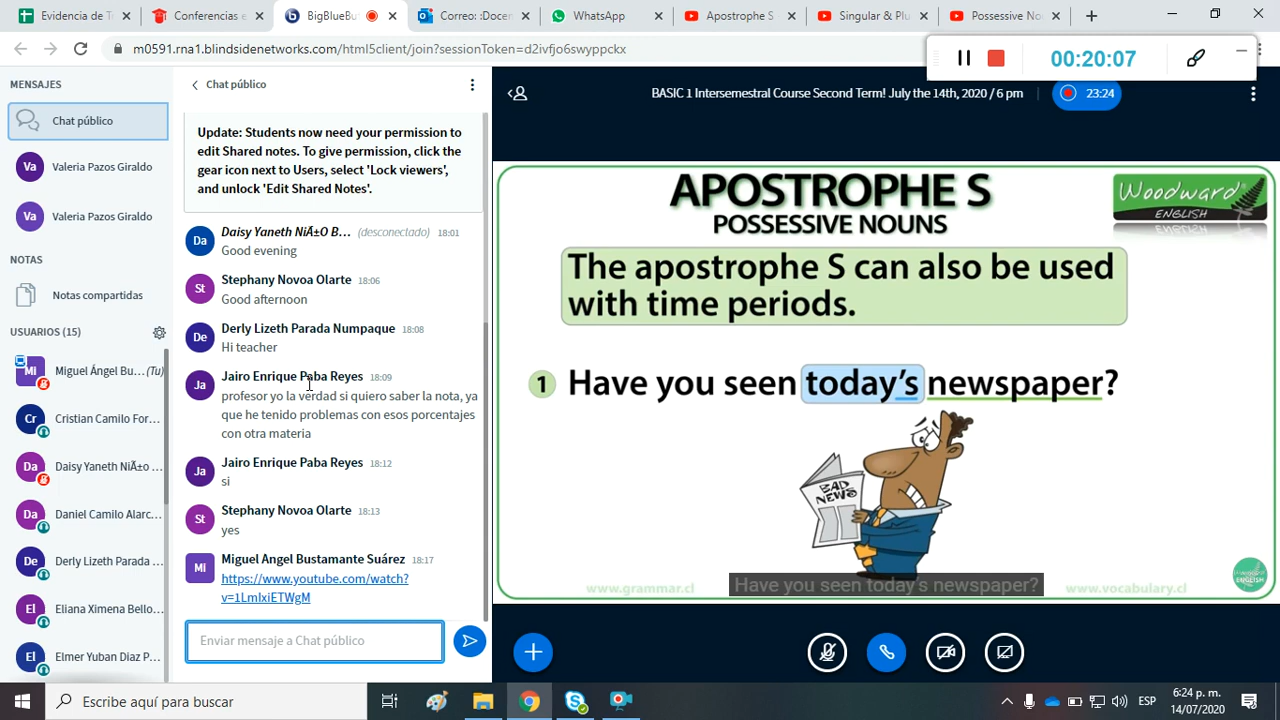 Evidencia de Tr
Conferencias e
BigBlueBu
Correo: :Docen
WhatsApp
Apostrophe S
Singular & Plu
Possessive No
m0591.rna1.blindsidenetworks.com/html5client/join?sessionToken=d2ivfjo6swyppckx
00:20:07
MENSAJES
Chat público
Valeria Pazos Giraldo
Valeria Pazos Giraldo
NOTAS
Notas compartidas
USUARIOS (15)
Miguel Ángel Bu... (Tu)
Cristian Camilo For...
Daisy Yaneth NiÃ±o ...
Daniel Camilo Alarc...
Derly Lizeth Parada ...
Eliana Ximena Bello...
Elmer Yuban Diaz P...
Chat público
Update: Students now need your permission to
edit Shared notes. To give permission, click the
gear icon next to Users, select 'Lock viewers',
and unlock 'Edit Shared Notes'.
Da
Daisy Yaneth NiÃ±O B... (desconectado) 18:01
Good evening
St
Stephany Novoa Olarte 18:06
Good afternoon
De
Derly Lizeth Parada Numpaque 18:08
Hi teacher
Ja
Jairo Enrique Paba Reyes 18:09
profesor yo la verdad si quiero saber la nota, ya
que he tenido problemas con esos porcentajes
con otra materia
Ja
Jairo Enrique Paba Reyes 18:12
si
St
Stephany Novoa Olarte 18:13
yes
MI
Miguel Angel Bustamante Suárez 18:17
https://www.youtube.com/watch?
v=1LmIxiETWgM
Enviar mensaje a Chat público
BASIC 1 Intersemestral Course Second Term! July the 14th, 2020 / 6 pm
23:24
APOSTROPHE S
POSSESSIVE NOUNS
Woodward
ENGLISH
The apostrophe S can also be used
with time periods.
1 Have you seen today's newspaper?
BAD
NEWS
Have you seen today's newspaper?
www.grammar.cl
www.vocabulary.cl
Escribe aquí para buscar
ESP
6:24 p. m.
14/07/2020